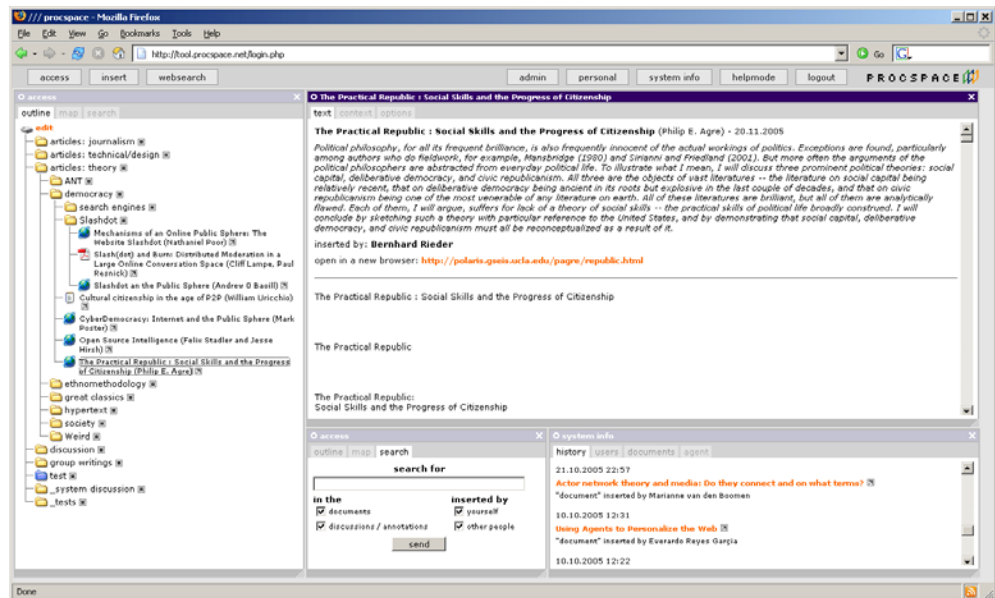 /// procspace - Mozilla Firefox
File Edit View Go Bookmarks Tools Help
http://tool.procspace.net/login.php
Go
access insert websearch
admin personal system info helpmode logout PROCSPACE
access
outline map search
edit
articles: journalism
articles: technical/design
articles: theory
ANT
democracy
search engines
Slashdot
Mechanisms of an Online Public Sphere: The
Website Slashdot (Nathaniel Poor)
Slash(dot) and Burn: Distributed Moderation in a
Large Online Conversation Space (Cliff Lampe, Paul
Resnick)
Slashdot an the Public Sphere (Andrew O Baoill)
Cultural citizenship in the age of P2P (William Uricchio)
CyberDemocracy: Internet and the Public Sphere (Mark
Poster)
Open Source Intelligence (Felix Stadler and Jesse
Hirsh)
The Practical Republic : Social Skills and the Progress
of Citizenship (Philip E. Agre)
ethnomethodology
great classics
hypertext
society
Weird
discussion
group writings
test
_system discussion
_tests
The Practical Republic : Social Skills and the Progress of Citizenship
text context options
The Practical Republic : Social Skills and the Progress of Citizenship (Philip E. Agre) - 20.11.2005
Political philosophy, for all its frequent brilliance, is also frequently innocent of the actual workings of politics. Exceptions are found, particularly
among authors who do fieldwork, for example, Mansbridge (1980) and Sirianni and Friedland (2001). But more often the arguments of the
political philosophers are abstracted from everyday political life. To illustrate what I mean, I will discuss three prominent political theories: social
capital, deliberative democracy, and civic republicanism. All three are the objects of vast literatures -- the literature on social capital being
relatively recent, that on deliberative democracy being ancient in its roots but explosive in the last couple of decades, and that on civic
republicanism being one of the most venerable of any literature on earth. All of these literatures are brilliant, but all of them are analytically
flawed. Each of them, I will argue, suffers for lack of a theory of social skills -- the practical skills of political life broadly construed. I will
conclude by sketching such a theory with particular reference to the United States, and by demonstrating that social capital, deliberative
democracy, and civic republicanism must all be reconceptualized as a result of it.
inserted by: Bernhard Rieder
open in a new browser: http://polaris.gseis.ucla.edu/pagre/republic.html
The Practical Republic : Social Skills and the Progress of Citizenship
The Practical Republic
The Practical Republic:
Social Skills and the Progress of Citizenship
access
outline map search
search for
in the inserted by
documents yourself
discussions / annotations other people
send
system info
history users documents agent
21.10.2005 22:57
Actor network theory and media: Do they connect and on what terms?
"document" inserted by Marianne van den Boomen
10.10.2005 12:31
Using Agents to Personalize the Web
"document" inserted by Everardo Reyes Garçia
10.10.2005 12:22
Done